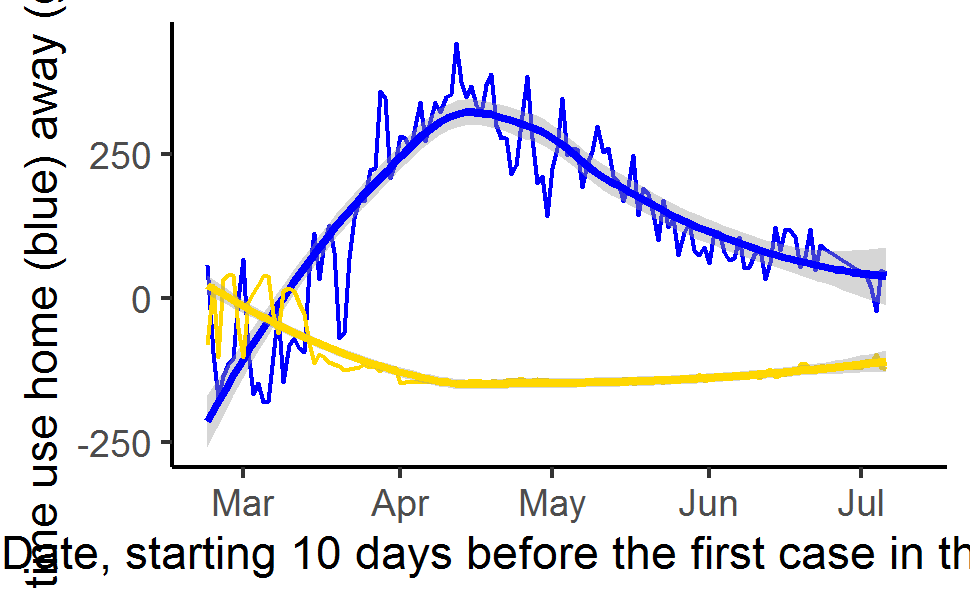 time use home (blue) away (
250
0
-250
Mar Apr May Jun Jul
Date, starting 10 days before the first case in th